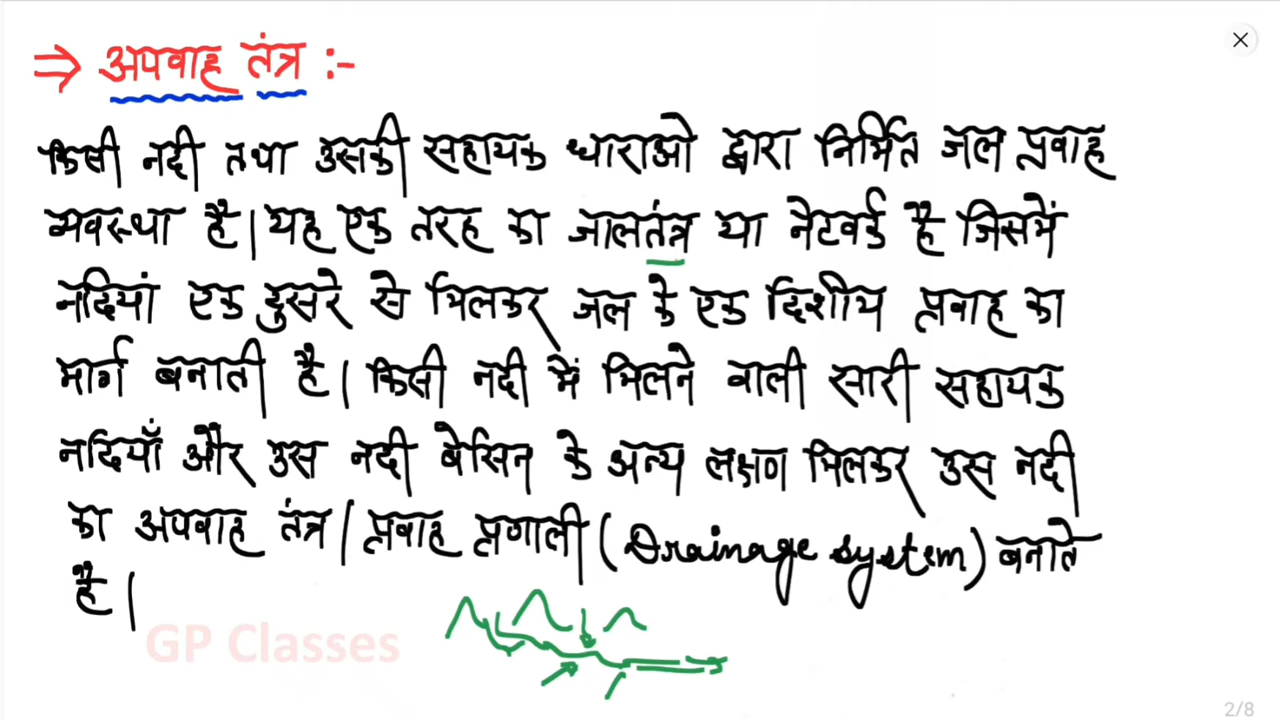 ⇒ अपवाह तंत्र :-
किसी नदी तथा उसकी सहायक धाराओ द्वारा निर्मित जल प्रवाह
व्यवस्था है। यह एक तरह का जालतंत्र या नेटवर्क है जिसमें
नदियां एक दुसरे से मिलकर जल के एक दिशीय प्रवाह का
मार्ग बनाती है। किसी नदी में मिलने वाली सारी सहायक
नदियाँ और उस नदी बेसिन के अन्य लक्षण मिलकर उस नदी
का अपवाह तंत्र / प्रवाह प्रणाली (Drainage system) बनाते
हैं।
GP Classes
2/8